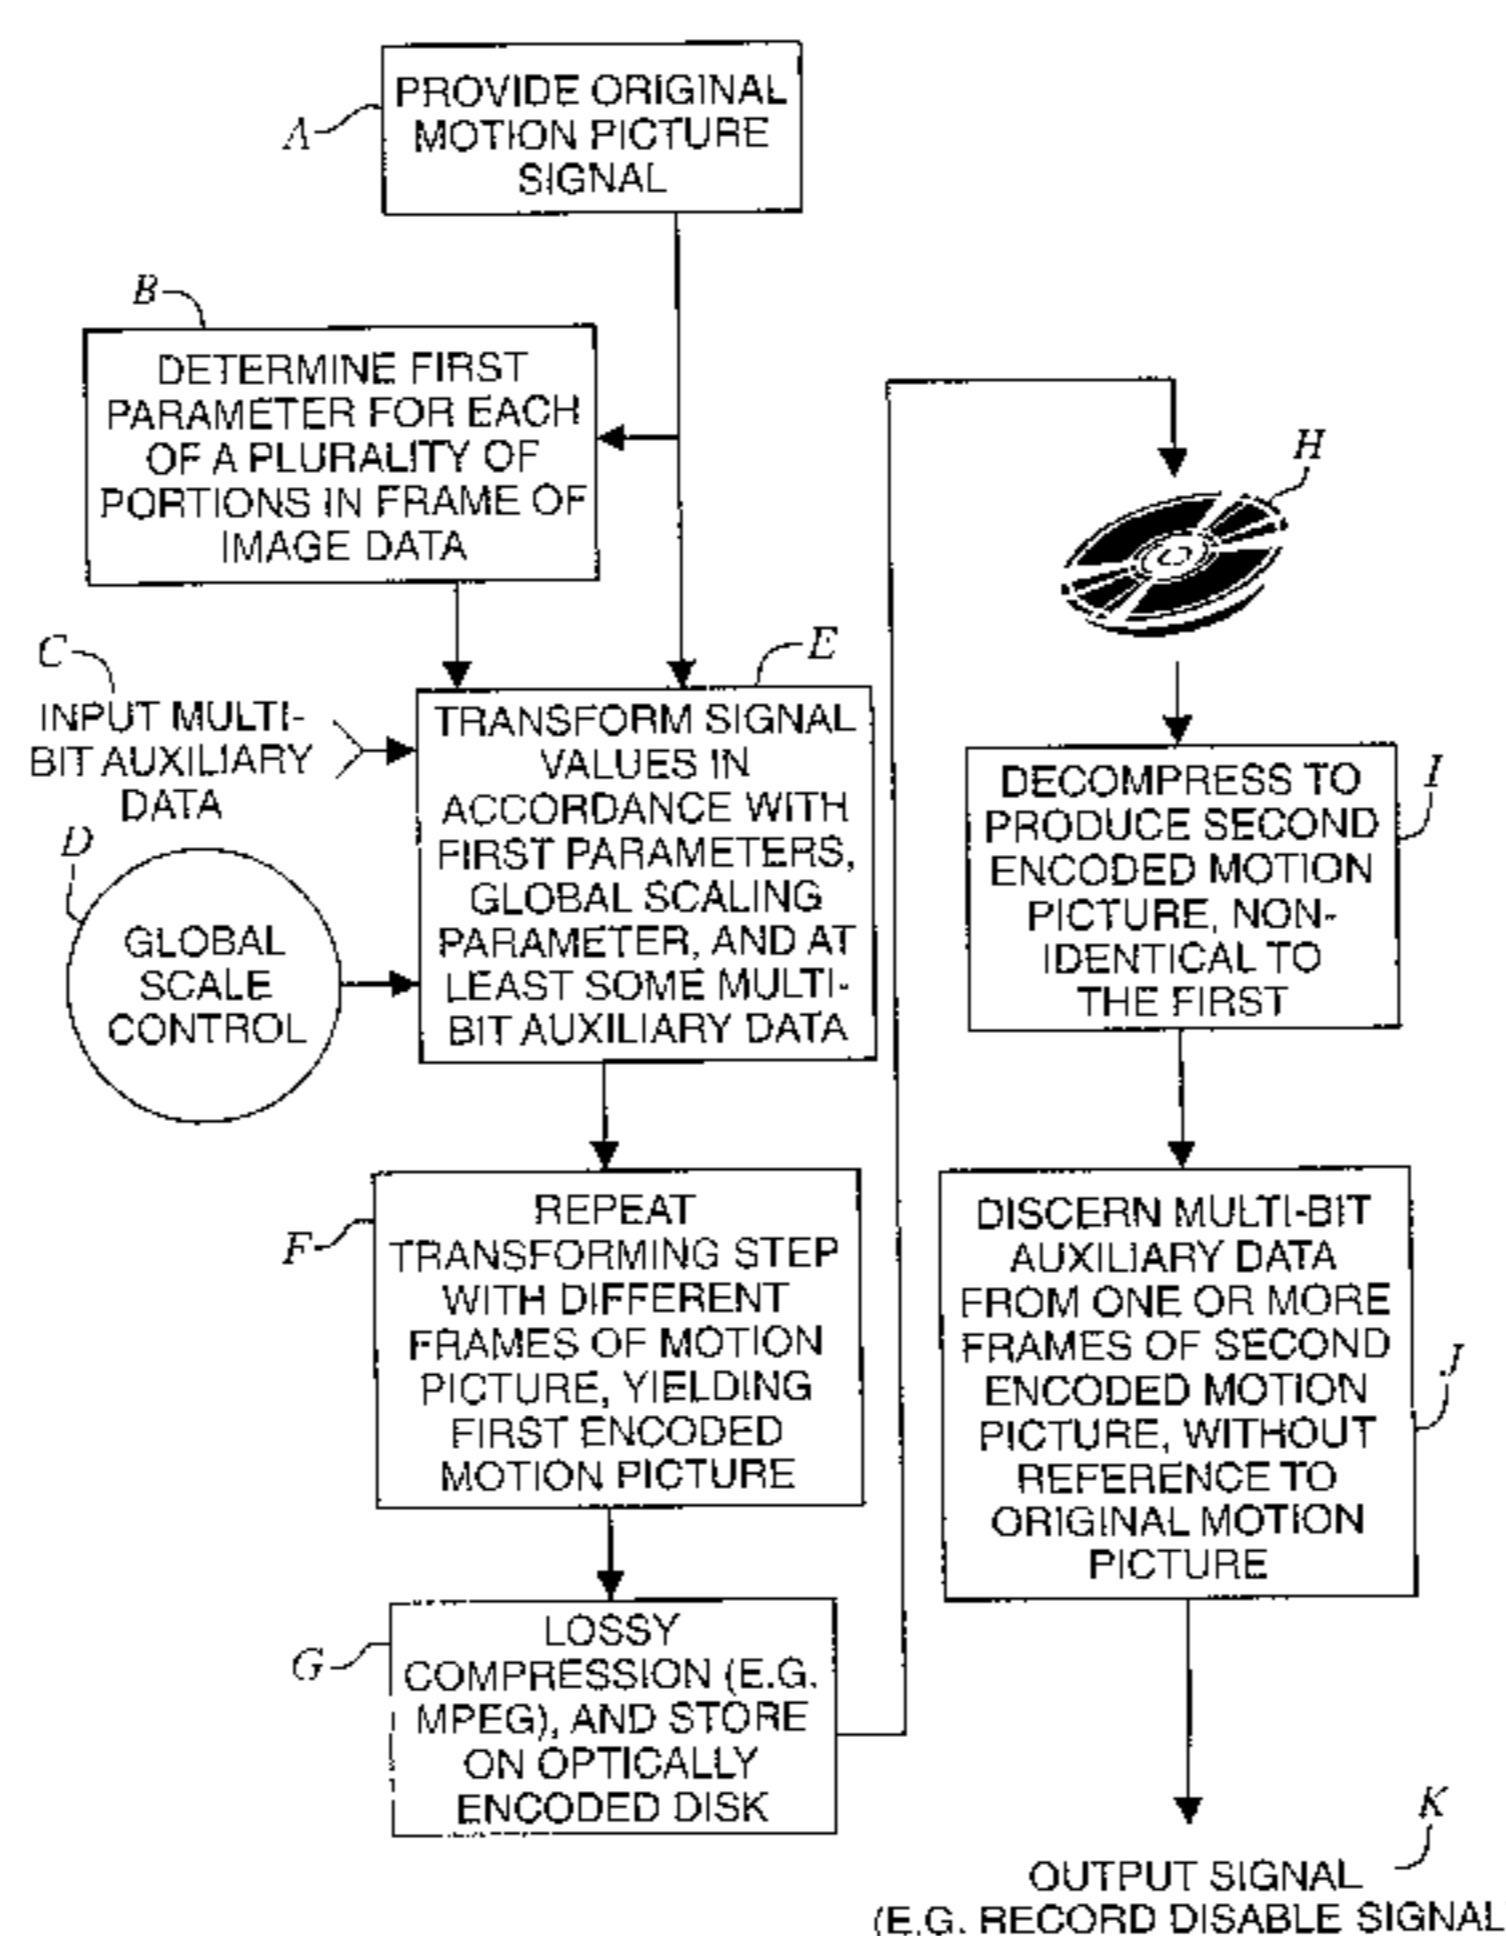 A
PROVIDE ORIGINAL
MOTION PICTURE
SIGNAL
B
DETERMINE FIRST
PARAMETER FOR EACH
OF A PLURALITY OF
PORTIONS IN FRAME OF
IMAGE DATA
C
INPUT MULTI-
BIT AUXILIARY
DATA
D
GLOBAL
SCALE
CONTROL
E
TRANSFORM SIGNAL
VALUES IN
ACCORDANCE WITH
FIRST PARAMETERS,
GLOBAL SCALING
PARAMETER, AND AT
LEAST SOME MULTI-
BIT AUXILIARY DATA
F
REPEAT
TRANSFORMING STEP
WITH DIFFERENT
FRAMES OF MOTION
PICTURE, YIELDING
FIRST ENCODED
MOTION PICTURE
G
LOSSY
COMPRESSION (E.G.
MPEG), AND STORE
ON OPTICALLY
ENCODED DISK
H
I
DECOMPRESS TO
PRODUCE SECOND
ENCODED MOTION
PICTURE, NON-
IDENTICAL TO
THE FIRST
J
DISCERN MULTI-BIT
AUXILIARY DATA
FROM ONE OR MORE
FRAMES OF SECOND
ENCODED MOTION
PICTURE, WITHOUT
REFERENCE TO
ORIGINAL MOTION
PICTURE
K
OUTPUT SIGNAL
(E.G. RECORD DISABLE SIGNAL